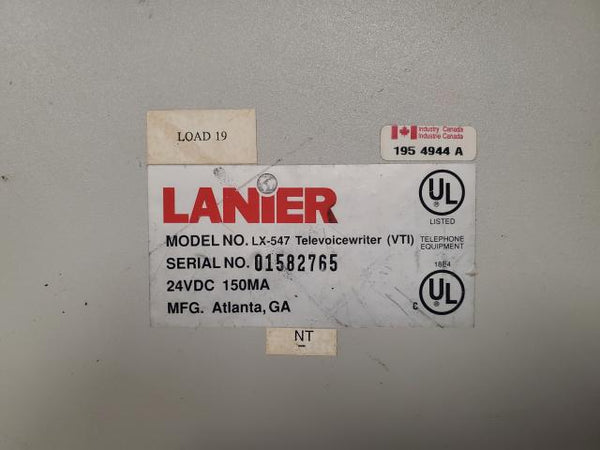 LOAD 19
Industry Canada
Industrie Canada
195 4944 A
LANIER
MODEL NO. LX-547 Televoicewriter (VTI)
SERIAL NO. 01582765
24VDC 150MA
MFG. Atlanta, GA
UL
LISTED
TELEPHONE
EQUIPMENT
18E4
c UL
NT